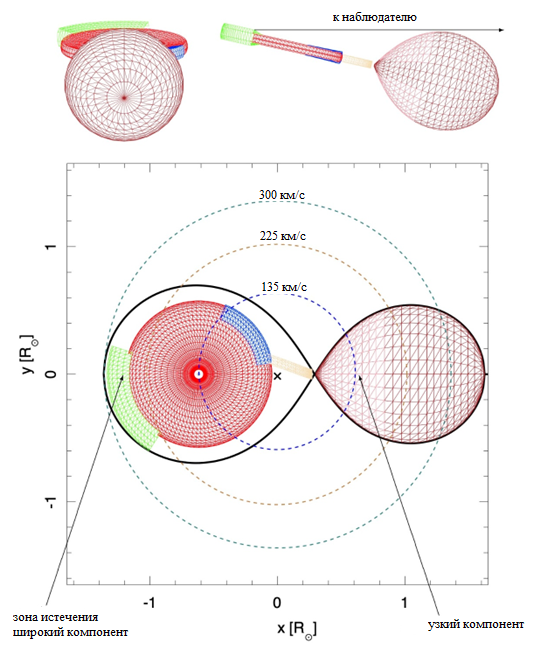 к наблюдателю
300 км/с
225 км/с
135 км/с
1
0
-1
y [R☉]
-1
0
1
x [R☉]
зона истечения
широкий компонент
узкий компонент